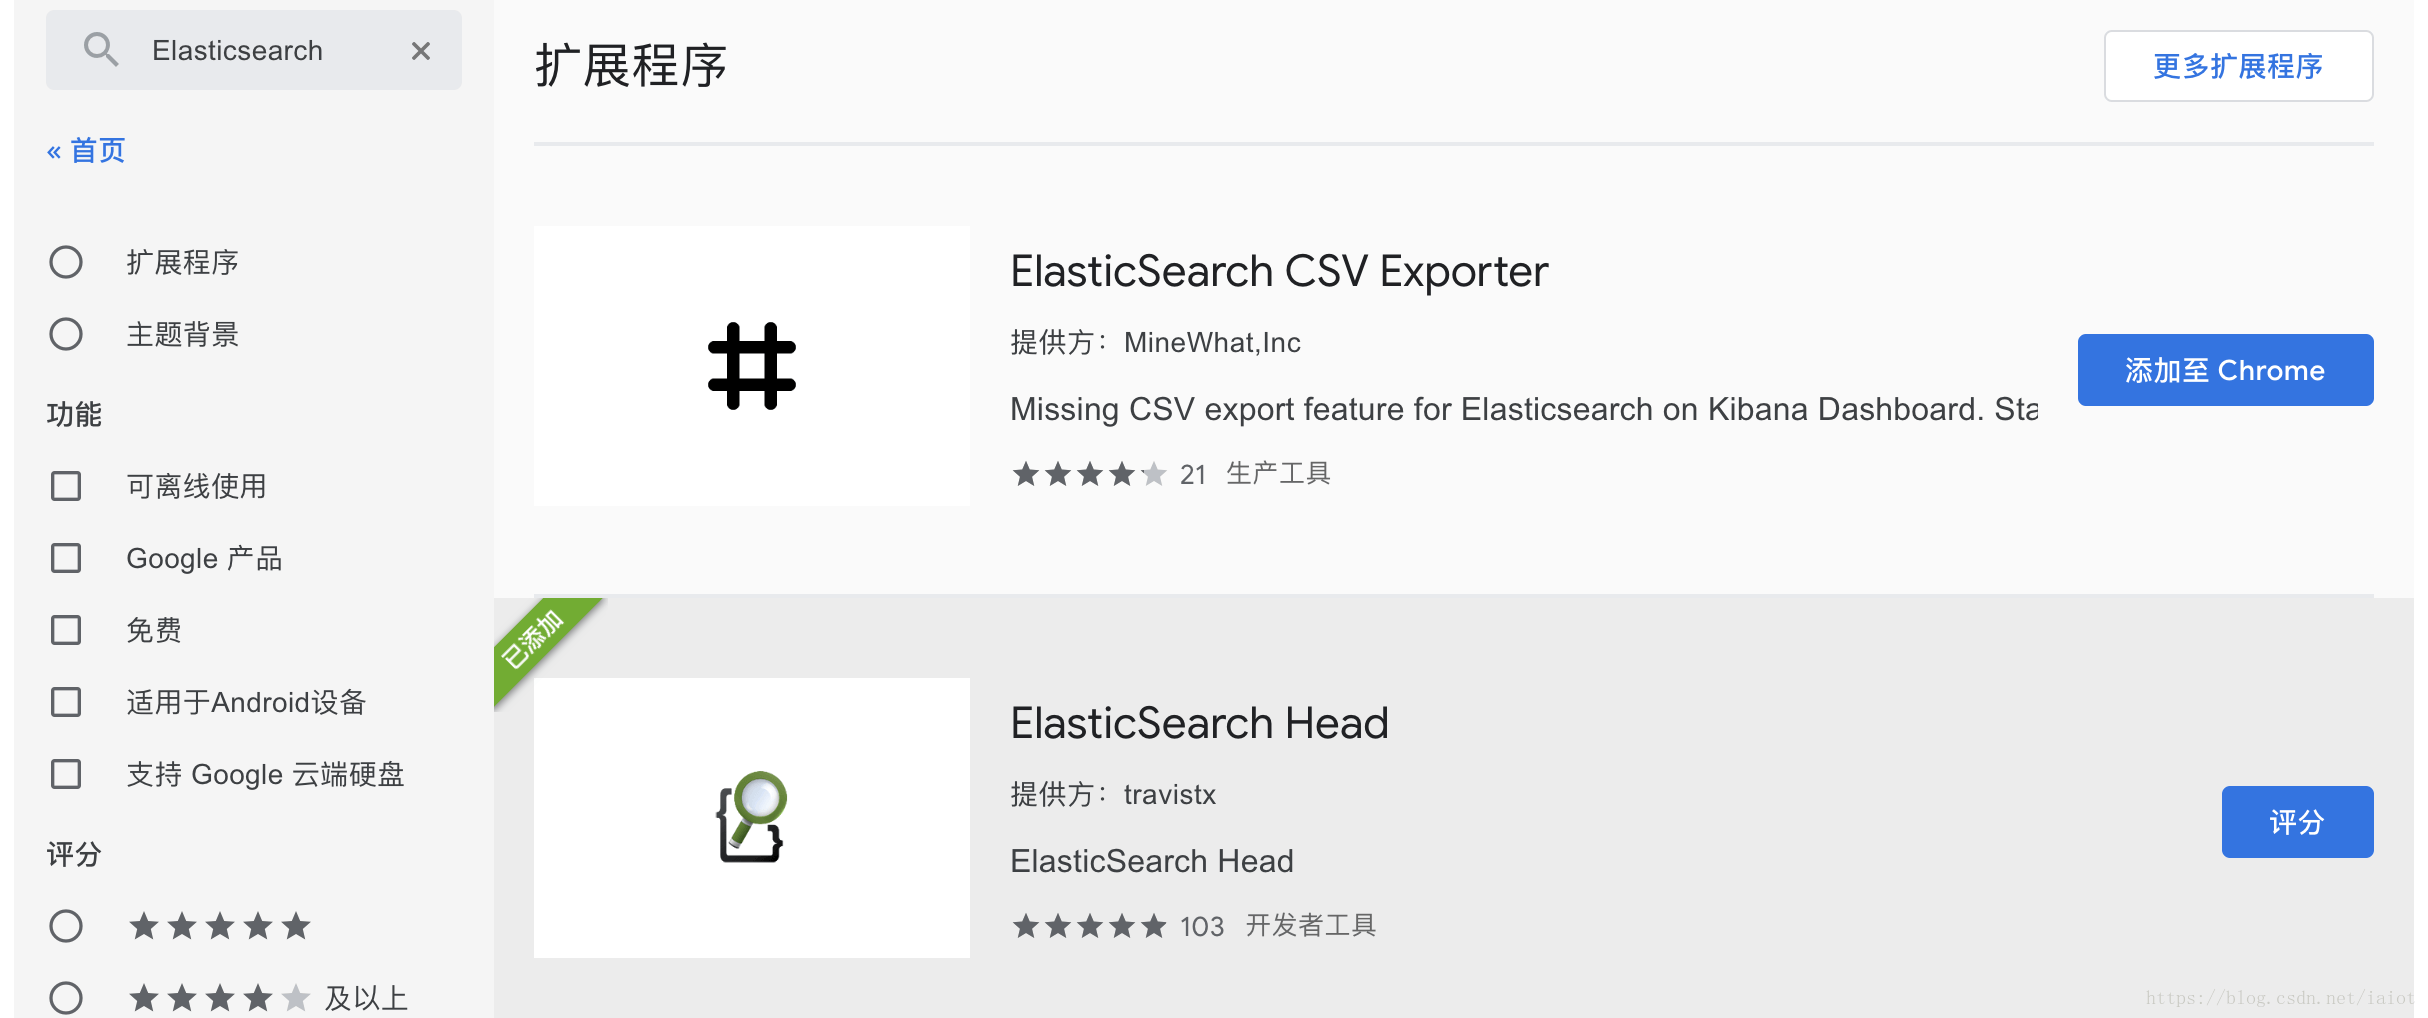 Elasticsearch
« 首页
扩展程序
主题背景
功能
可离线使用
Google 产品
免费
适用于Android设备
支持 Google 云端硬盘
评分
及以上
扩展程序
更多扩展程序
ElasticSearch CSV Exporter
提供方：MineWhat,Inc
Missing CSV export feature for Elasticsearch on Kibana Dashboard. Sta
21 生产工具
添加至 Chrome
已添加
ElasticSearch Head
提供方：travistx
ElasticSearch Head
103 开发者工具
评分
https://blog.csdn.net/iaiot